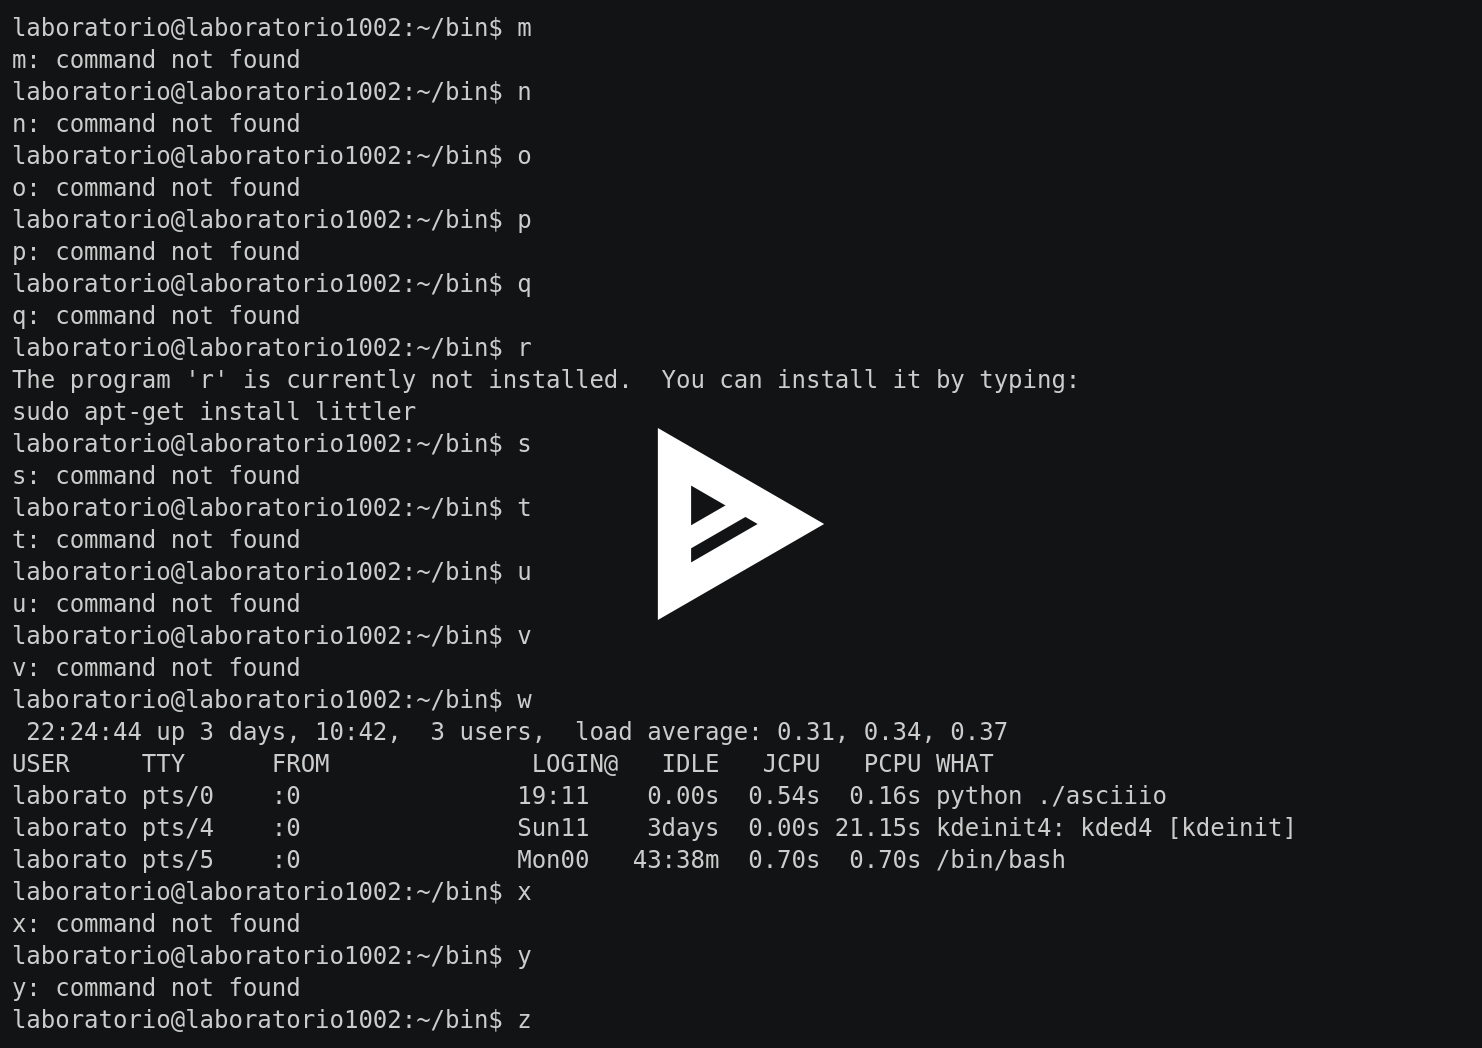 laboratorio@laboratorio1002:~/bin$ m
m: command not found
laboratorio@laboratorio1002:~/bin$ n
n: command not found
laboratorio@laboratorio1002:~/bin$ o
o: command not found
laboratorio@laboratorio1002:~/bin$ p
p: command not found
laboratorio@laboratorio1002:~/bin$ q
q: command not found
laboratorio@laboratorio1002:~/bin$ r
The program 'r' is currently not installed.  You can install it by typing:
sudo apt-get install littler
laboratorio@laboratorio1002:~/bin$ s
s: command not found
laboratorio@laboratorio1002:~/bin$ t
t: command not found
laboratorio@laboratorio1002:~/bin$ u
u: command not found
laboratorio@laboratorio1002:~/bin$ v
v: command not found
laboratorio@laboratorio1002:~/bin$ w
 22:24:44 up 3 days, 10:42,  3 users,  load average: 0.31, 0.34, 0.37
USER     TTY      FROM              LOGIN@   IDLE   JCPU   PCPU WHAT
laborato pts/0    :0               19:11    0.00s  0.54s  0.16s python ./asciiio
laborato pts/4    :0               Sun11    3days  0.00s 21.15s kdeinit4: kded4 [kdeinit]
laborato pts/5    :0               Mon00   43:38m  0.70s  0.70s /bin/bash
laboratorio@laboratorio1002:~/bin$ x
x: command not found
laboratorio@laboratorio1002:~/bin$ y
y: command not found
laboratorio@laboratorio1002:~/bin$ z